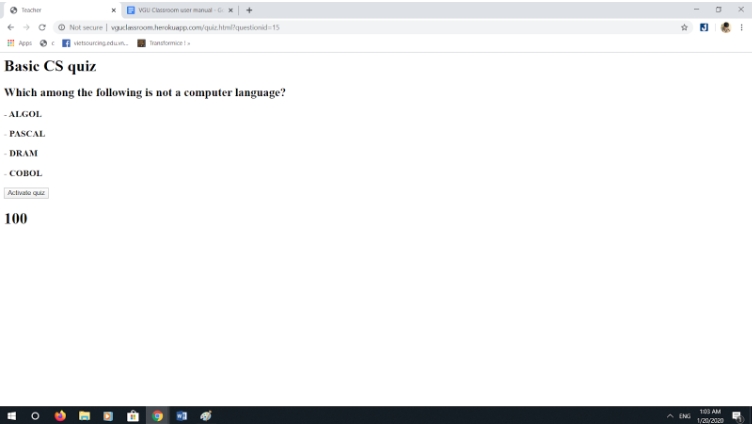 Teacher
VGU Classroom user manual - G
Not secure | vguclassroom.herokuapp.com/quiz.html?questionid=15
Apps
vietsourcing.edu.vn...
Transformice | »
Basic CS quiz
Which among the following is not a computer language?
- ALGOL
- PASCAL
- DRAM
- COBOL
Activate quiz
100
ENG
1:03 AM
1/20/2020